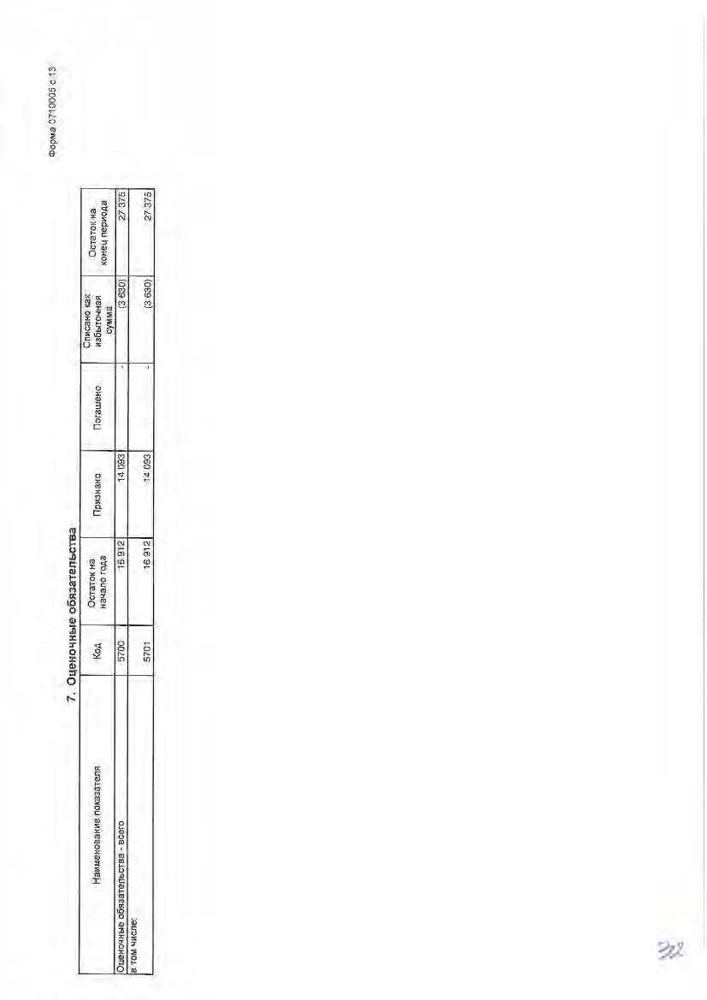 Форма 0710005 с.13
7. Оценочные обязательства
Наименование показателя Код Остаток на начало года Признано Погашено Списано как избыточная сумма Остаток на конец периода
Оценочные обязательства - всего 5700 16 912 14 093 - (3 630) 27 375
в том числе:
5701 16 912 14 093 - (3 630) 27 375